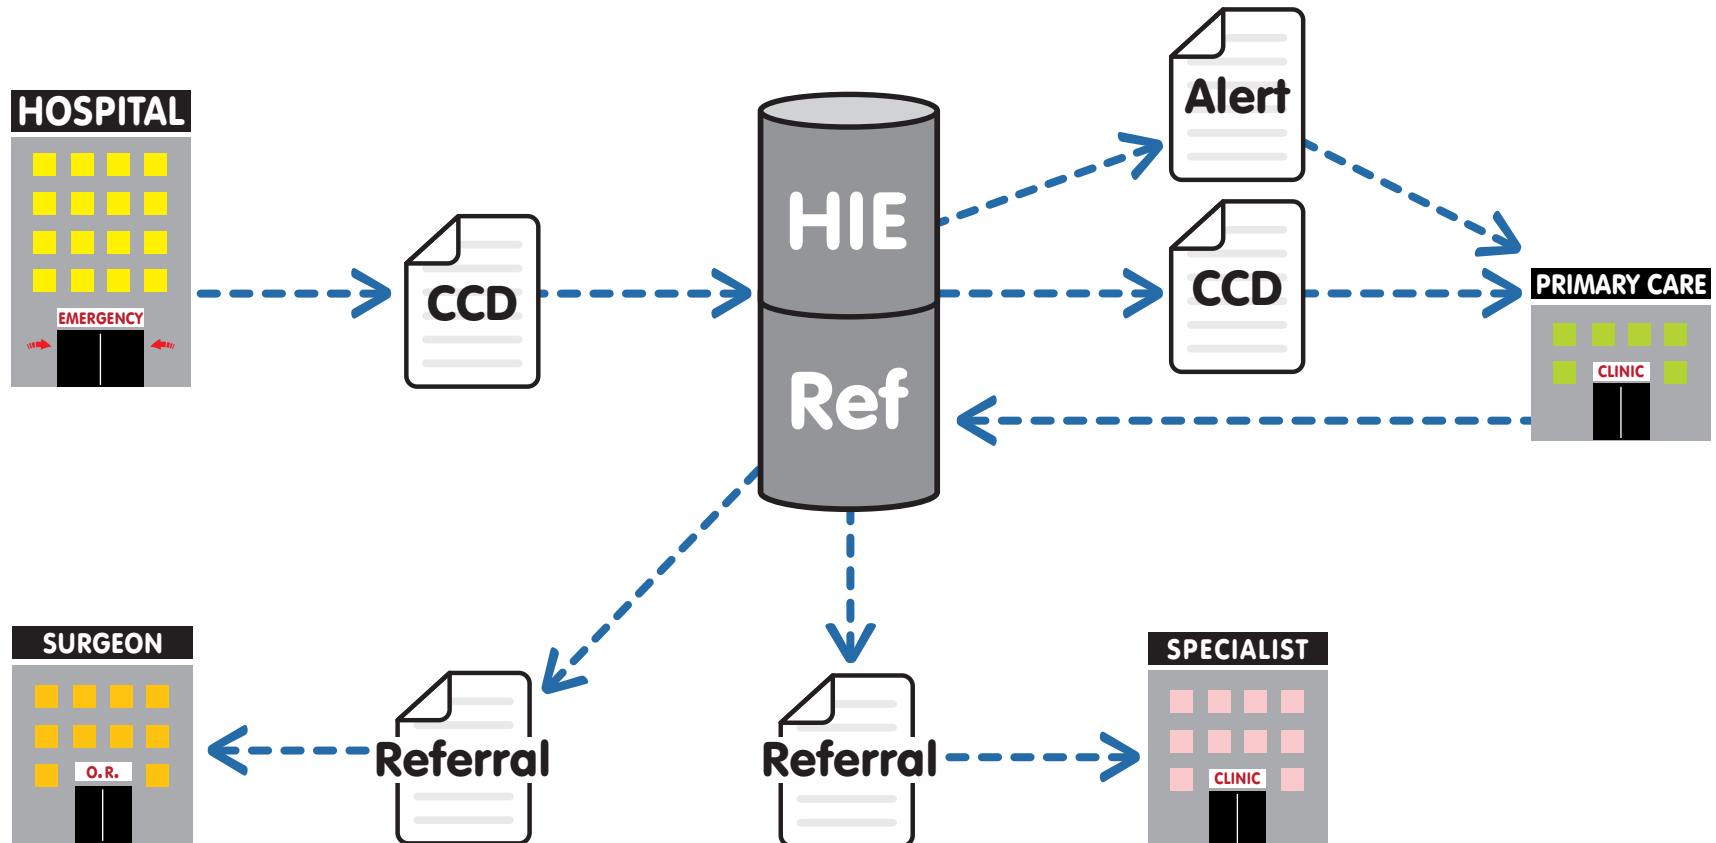 HOSPITAL
EMERGENCY
CCD
HIE
Ref
Alert
CCD
PRIMARY CARE
CLINIC
SURGEON
O.R.
Referral
Referral
SPECIALIST
CLINIC